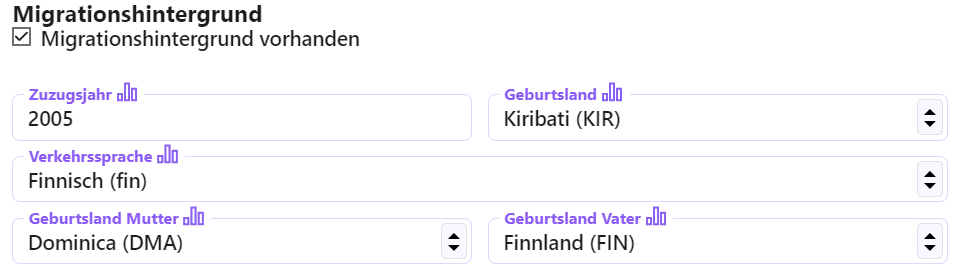 Migrationshintergrund
Migrationshintergrund vorhanden
Zuzugsjahr
2005
Geburtsland
Kiribati (KIR)
Verkehrssprache
Finnisch (fin)
Geburtsland Mutter
Dominica (DMA)
Geburtsland Vater
Finnland (FIN)